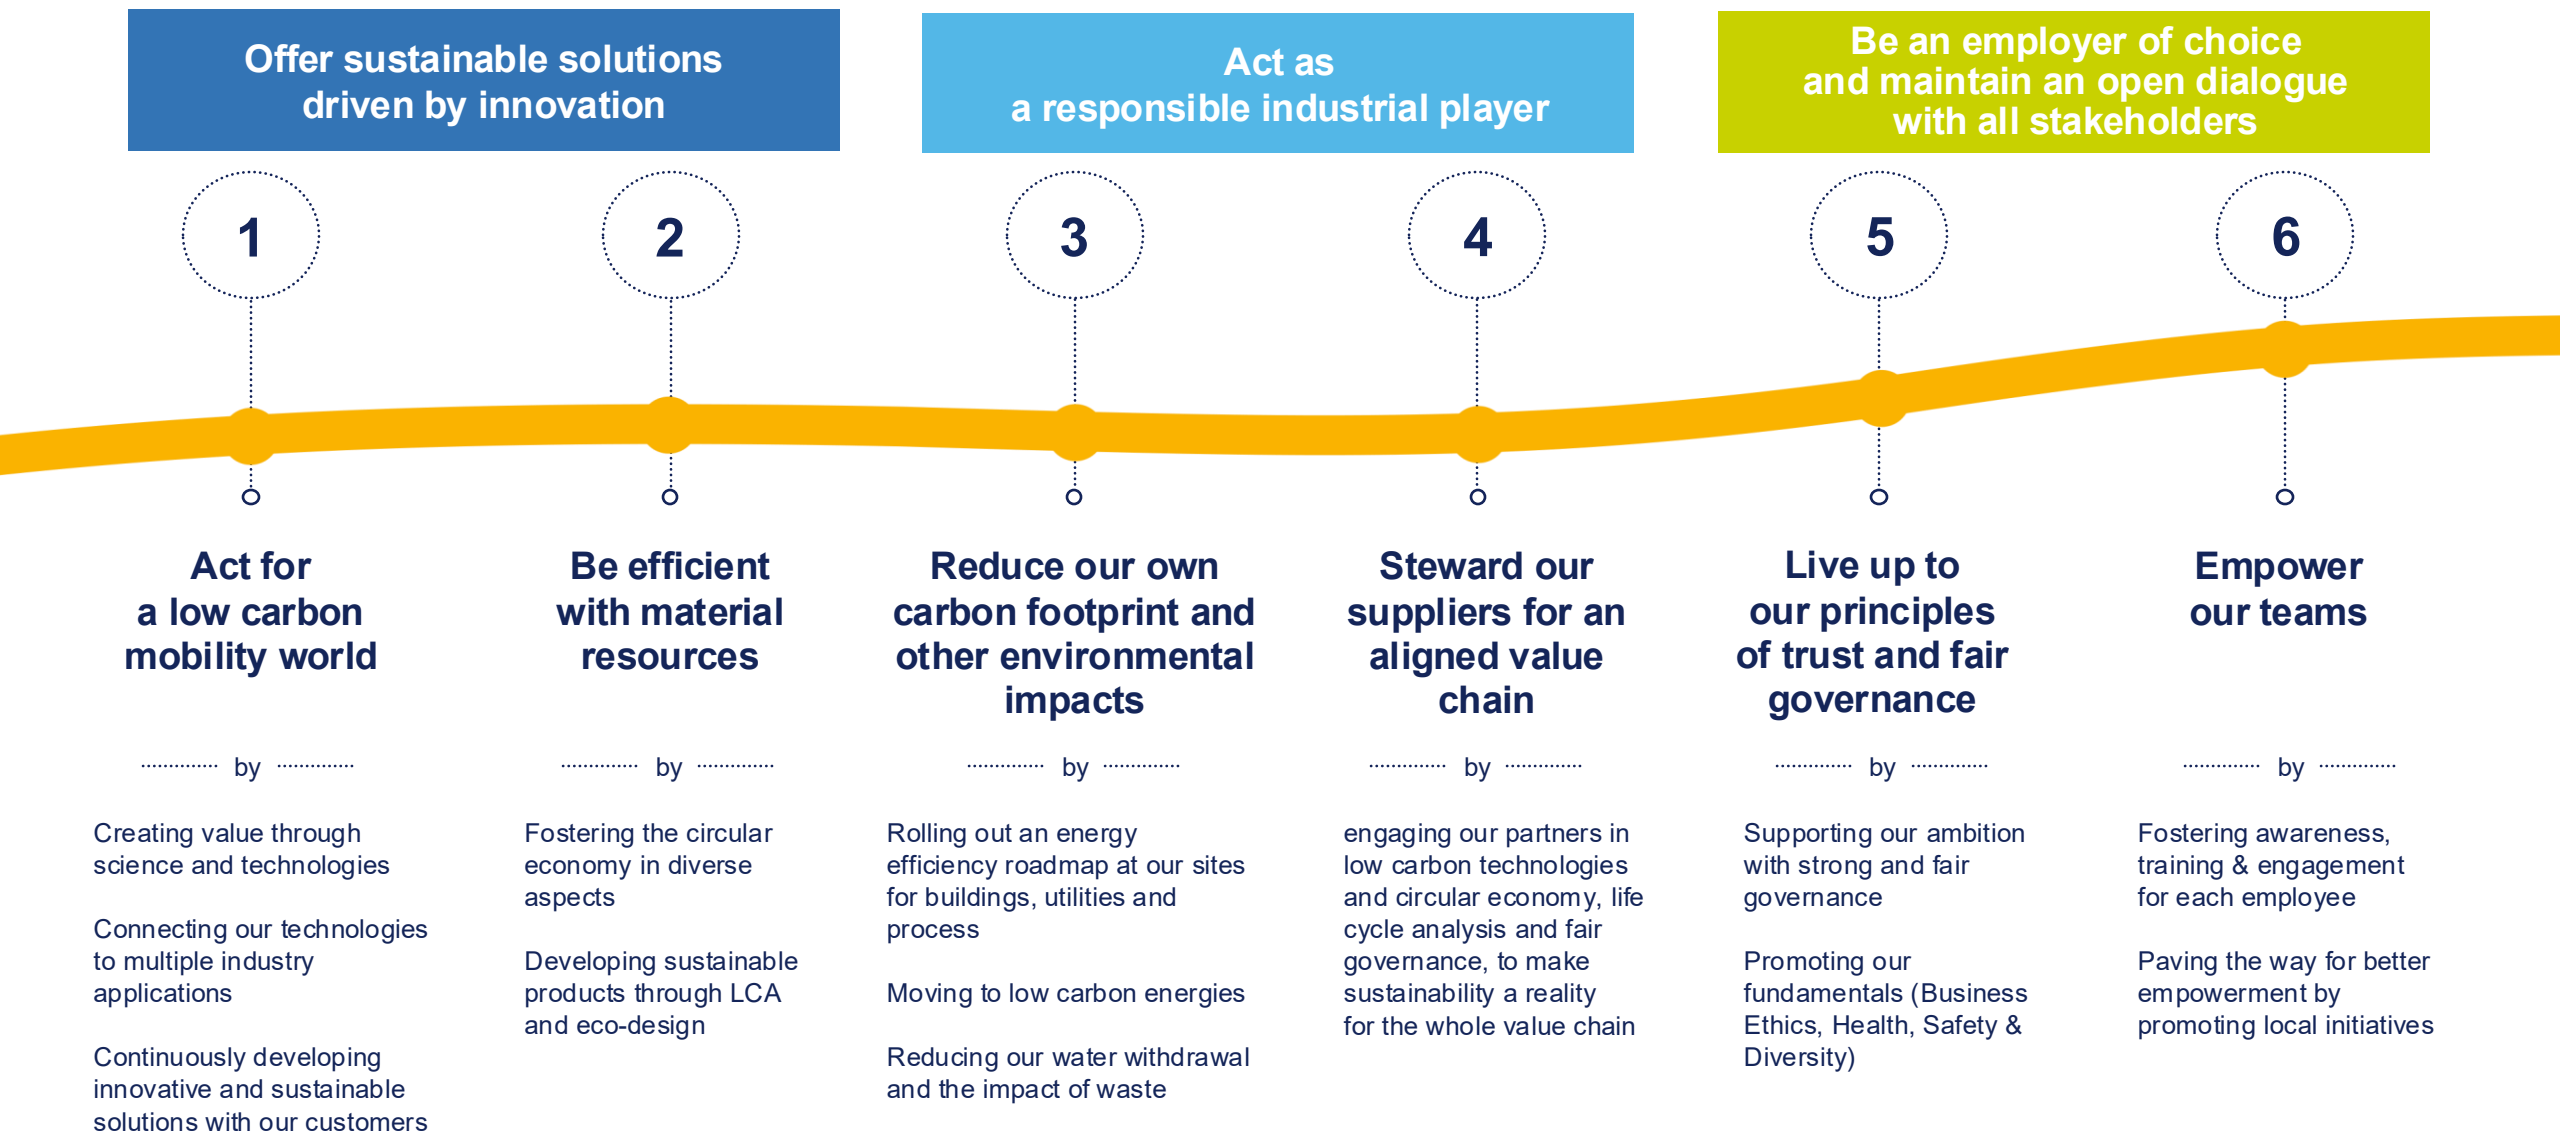 Offer sustainable solutions
driven by innovation
Act as
a responsible industrial player
Be an employer of choice
and maintain an open dialogue
with all stakeholders
1
2
3
4
5
6
Act for
a low carbon
mobility world
by
Creating value through
science and technologies
Connecting our technologies
to multiple industry
applications
Continuously developing
innovative and sustainable
solutions with our customers
Be efficient
with material
resources
by
Fostering the circular
economy in diverse
aspects
Developing sustainable
products through LCA
and eco-design
Reduce our own
carbon footprint and
other environmental
impacts
by
Rolling out an energy
efficiency roadmap at our sites
for buildings, utilities and
process
Moving to low carbon energies
Reducing our water withdrawal
and the impact of waste
Steward our
suppliers for an
aligned value
chain
by
engaging our partners in
low carbon technologies
and circular economy, life
cycle analysis and fair
governance, to make
sustainability a reality
for the whole value chain
Live up to
our principles
of trust and fair
governance
by
Supporting our ambition
with strong and fair
governance
Promoting our
fundamentals (Business
Ethics, Health, Safety &
Diversity)
Empower
our teams
by
Fostering awareness,
training & engagement
for each employee
Paving the way for better
empowerment by
promoting local initiatives